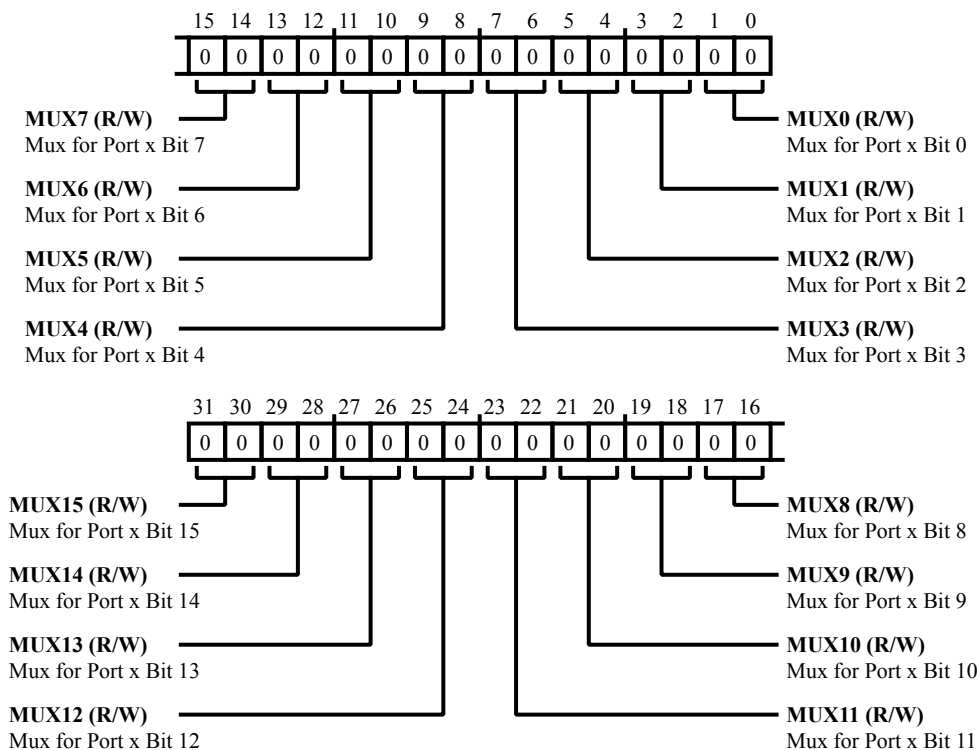 15 14 13 12 11 10 9 8 7 6 5 4 3 2 1 0
0 0 0 0 0 0 0 0 0 0 0 0 0 0 0 0
MUX7 (R/W)
Mux for Port x Bit 7
MUX0 (R/W)
Mux for Port x Bit 0
MUX6 (R/W)
Mux for Port x Bit 6
MUX1 (R/W)
Mux for Port x Bit 1
MUX5 (R/W)
Mux for Port x Bit 5
MUX2 (R/W)
Mux for Port x Bit 2
MUX4 (R/W)
Mux for Port x Bit 4
MUX3 (R/W)
Mux for Port x Bit 3
31 30 29 28 27 26 25 24 23 22 21 20 19 18 17 16
0 0 0 0 0 0 0 0 0 0 0 0 0 0 0 0
MUX15 (R/W)
Mux for Port x Bit 15
MUX8 (R/W)
Mux for Port x Bit 8
MUX14 (R/W)
Mux for Port x Bit 14
MUX9 (R/W)
Mux for Port x Bit 9
MUX13 (R/W)
Mux for Port x Bit 13
MUX10 (R/W)
Mux for Port x Bit 10
MUX12 (R/W)
Mux for Port x Bit 12
MUX11 (R/W)
Mux for Port x Bit 11